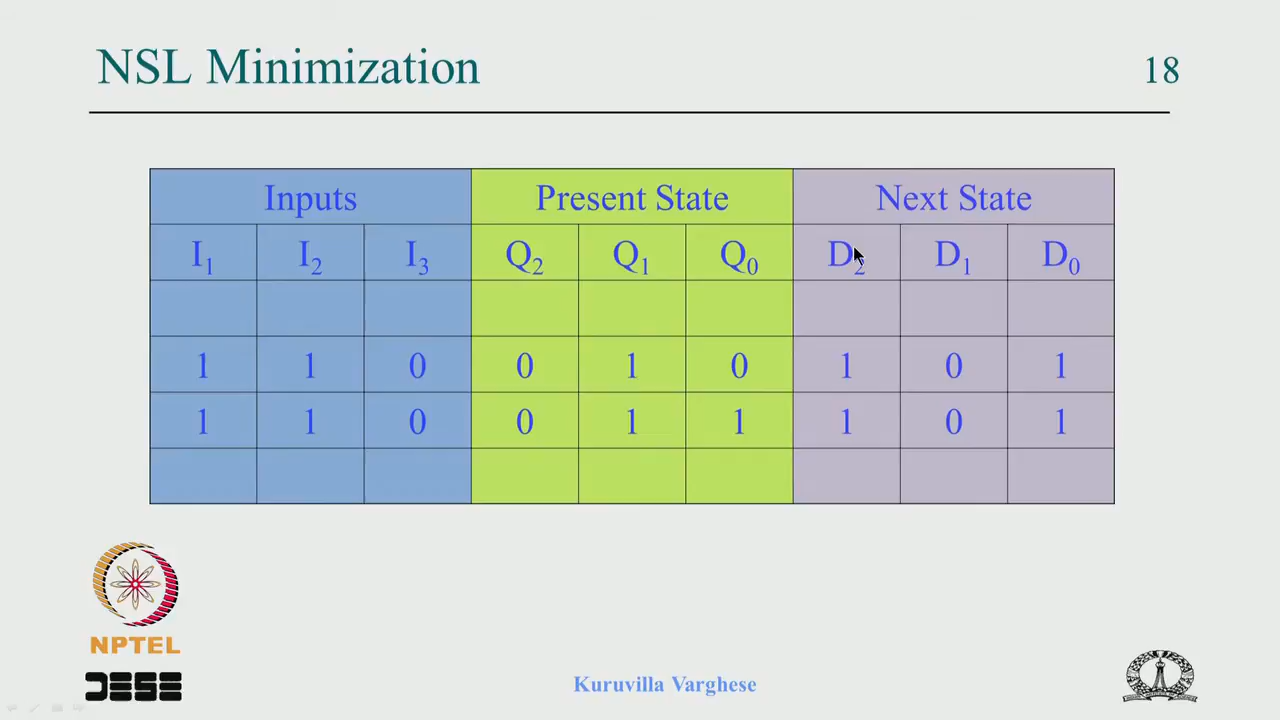 NSL Minimization
18
Inputs Present State Next State
I1 I2 I3 Q2 Q1 Q0 D2 D1 D0
1 1 0 0 1 0 1 0 1
1 1 0 0 1 1 1 0 1
NPTEL
DESE
Kuruvilla Varghese